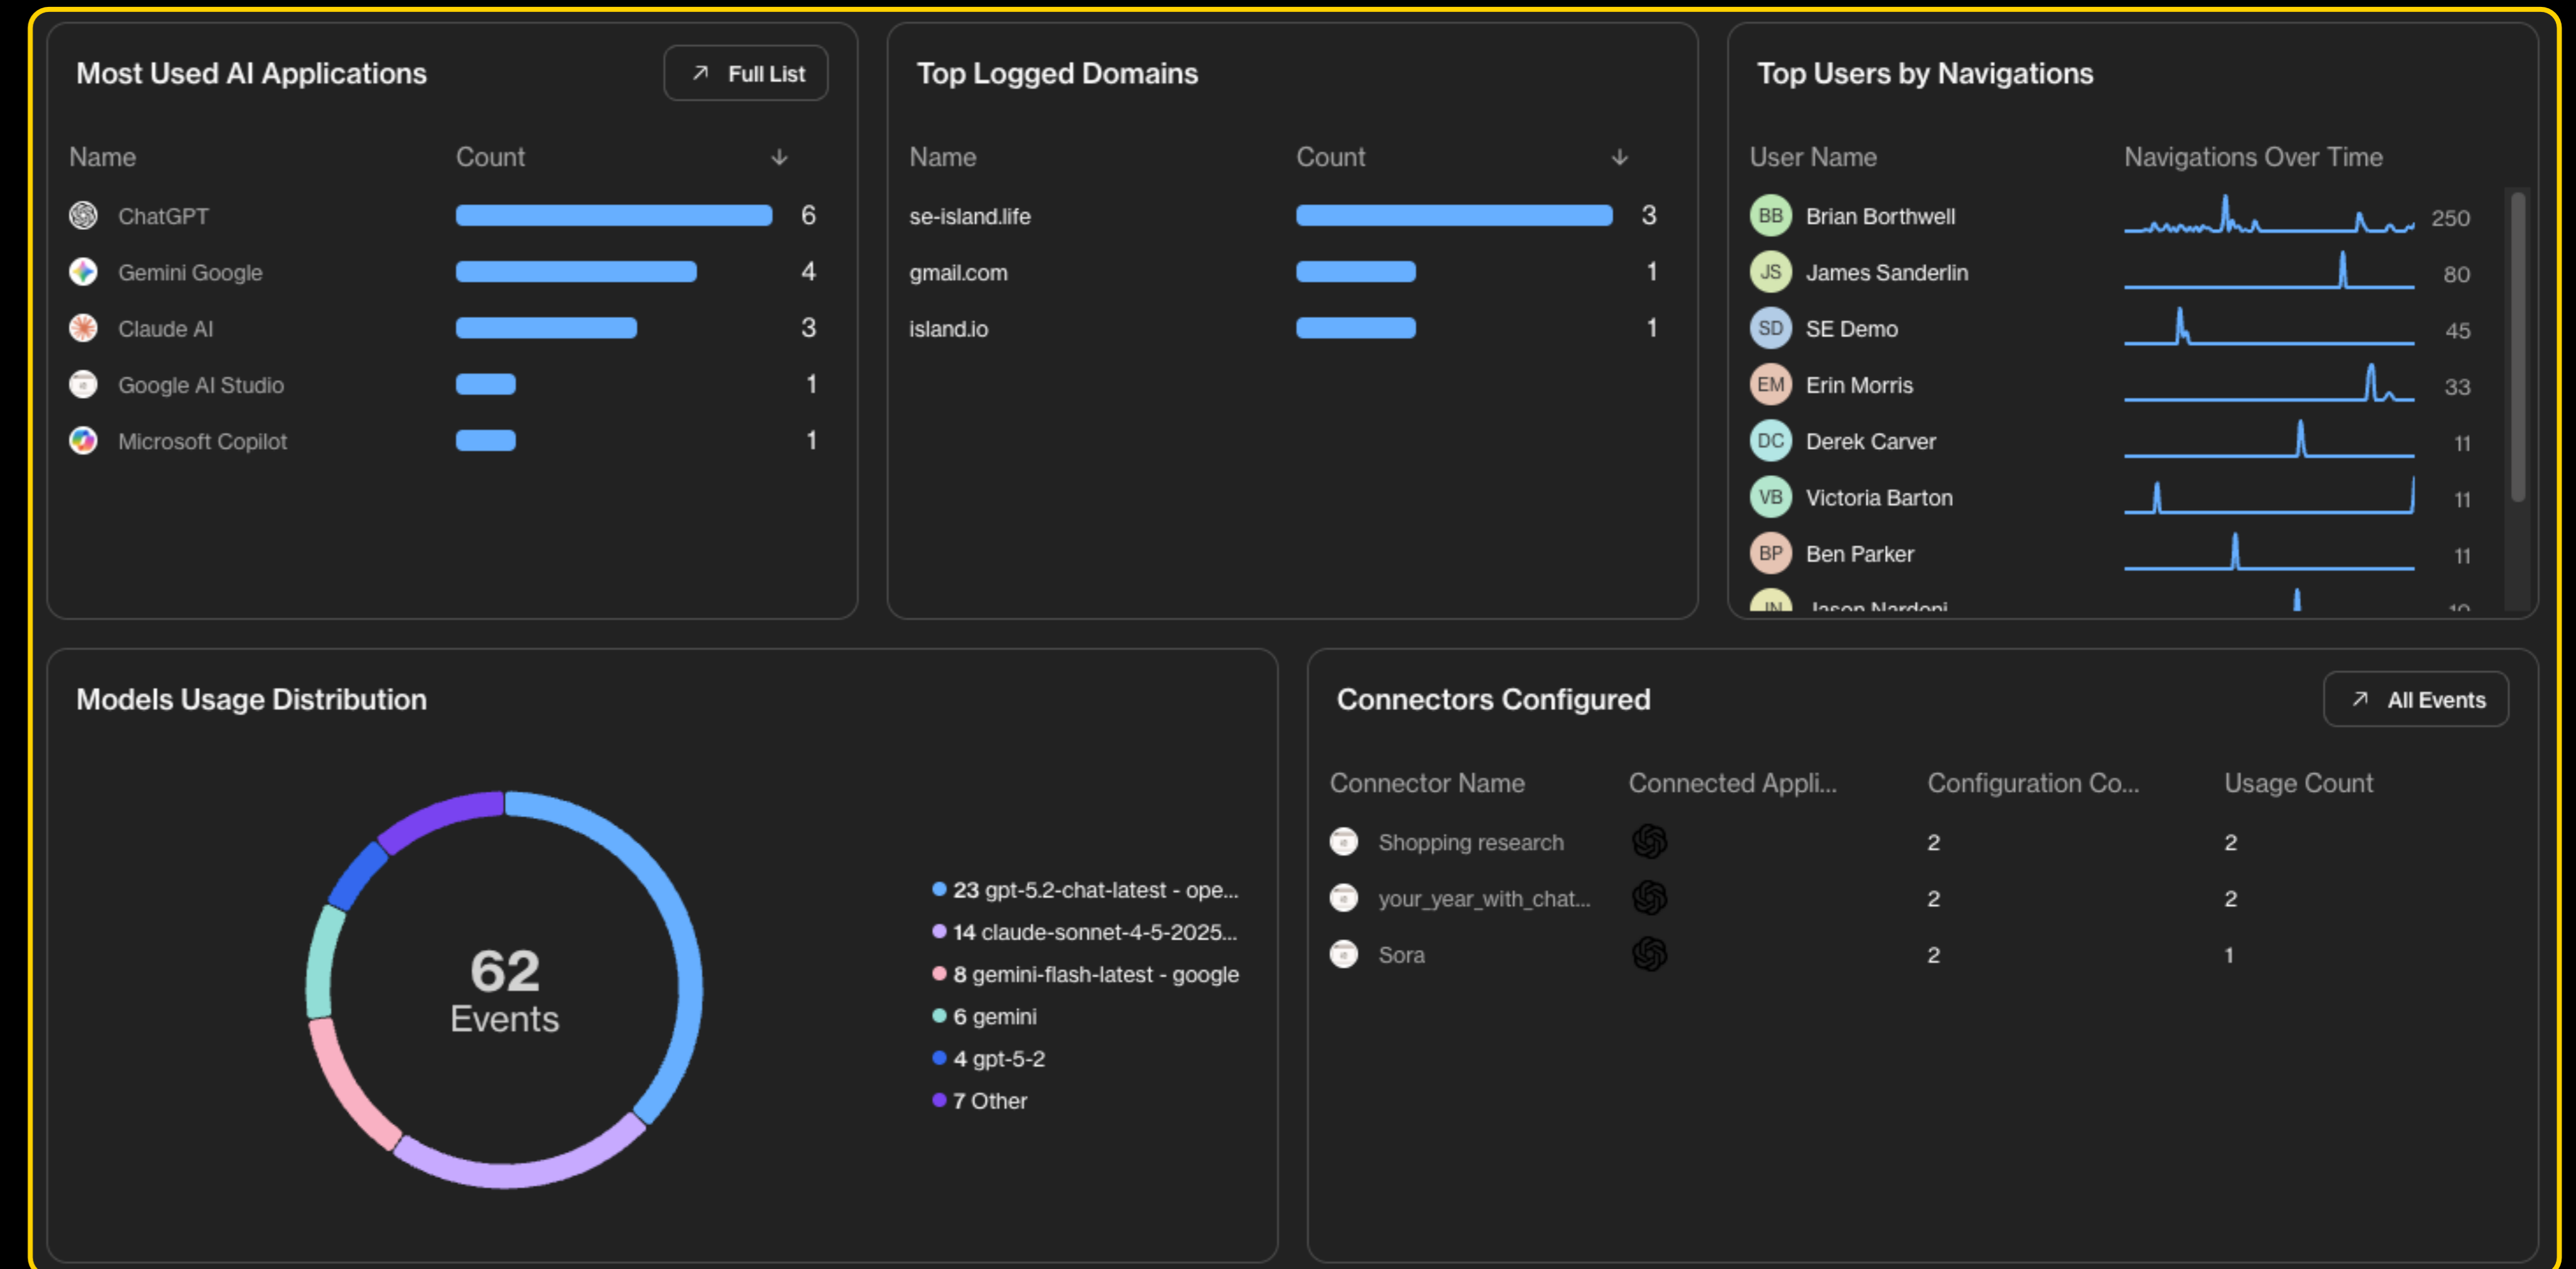 Most Used AI Applications
Full List
Name Count
ChatGPT 6
Gemini Google 4
Claude AI 3
Google AI Studio 1
Microsoft Copilot 1
Top Logged Domains
Name Count
se-island.life 3
gmail.com 1
island.io 1
Top Users by Navigations
User Name Navigations Over Time
BB Brian Borthwell 250
JS James Sanderlin 80
SD SE Demo 45
EM Erin Morris 33
DC Derek Carver 11
VB Victoria Barton 11
BP Ben Parker 11
JN Jason Nardoni 10
Models Usage Distribution
62
Events
23 gpt-5.2-chat-latest - ope...
14 claude-sonnet-4-5-2025...
8 gemini-flash-latest - google
6 gemini
4 gpt-5-2
7 Other
Connectors Configured
All Events
Connector Name Connected Appli... Configuration Co... Usage Count
Shopping research 2 2
your_year_with_chat... 2 2
Sora 2 1